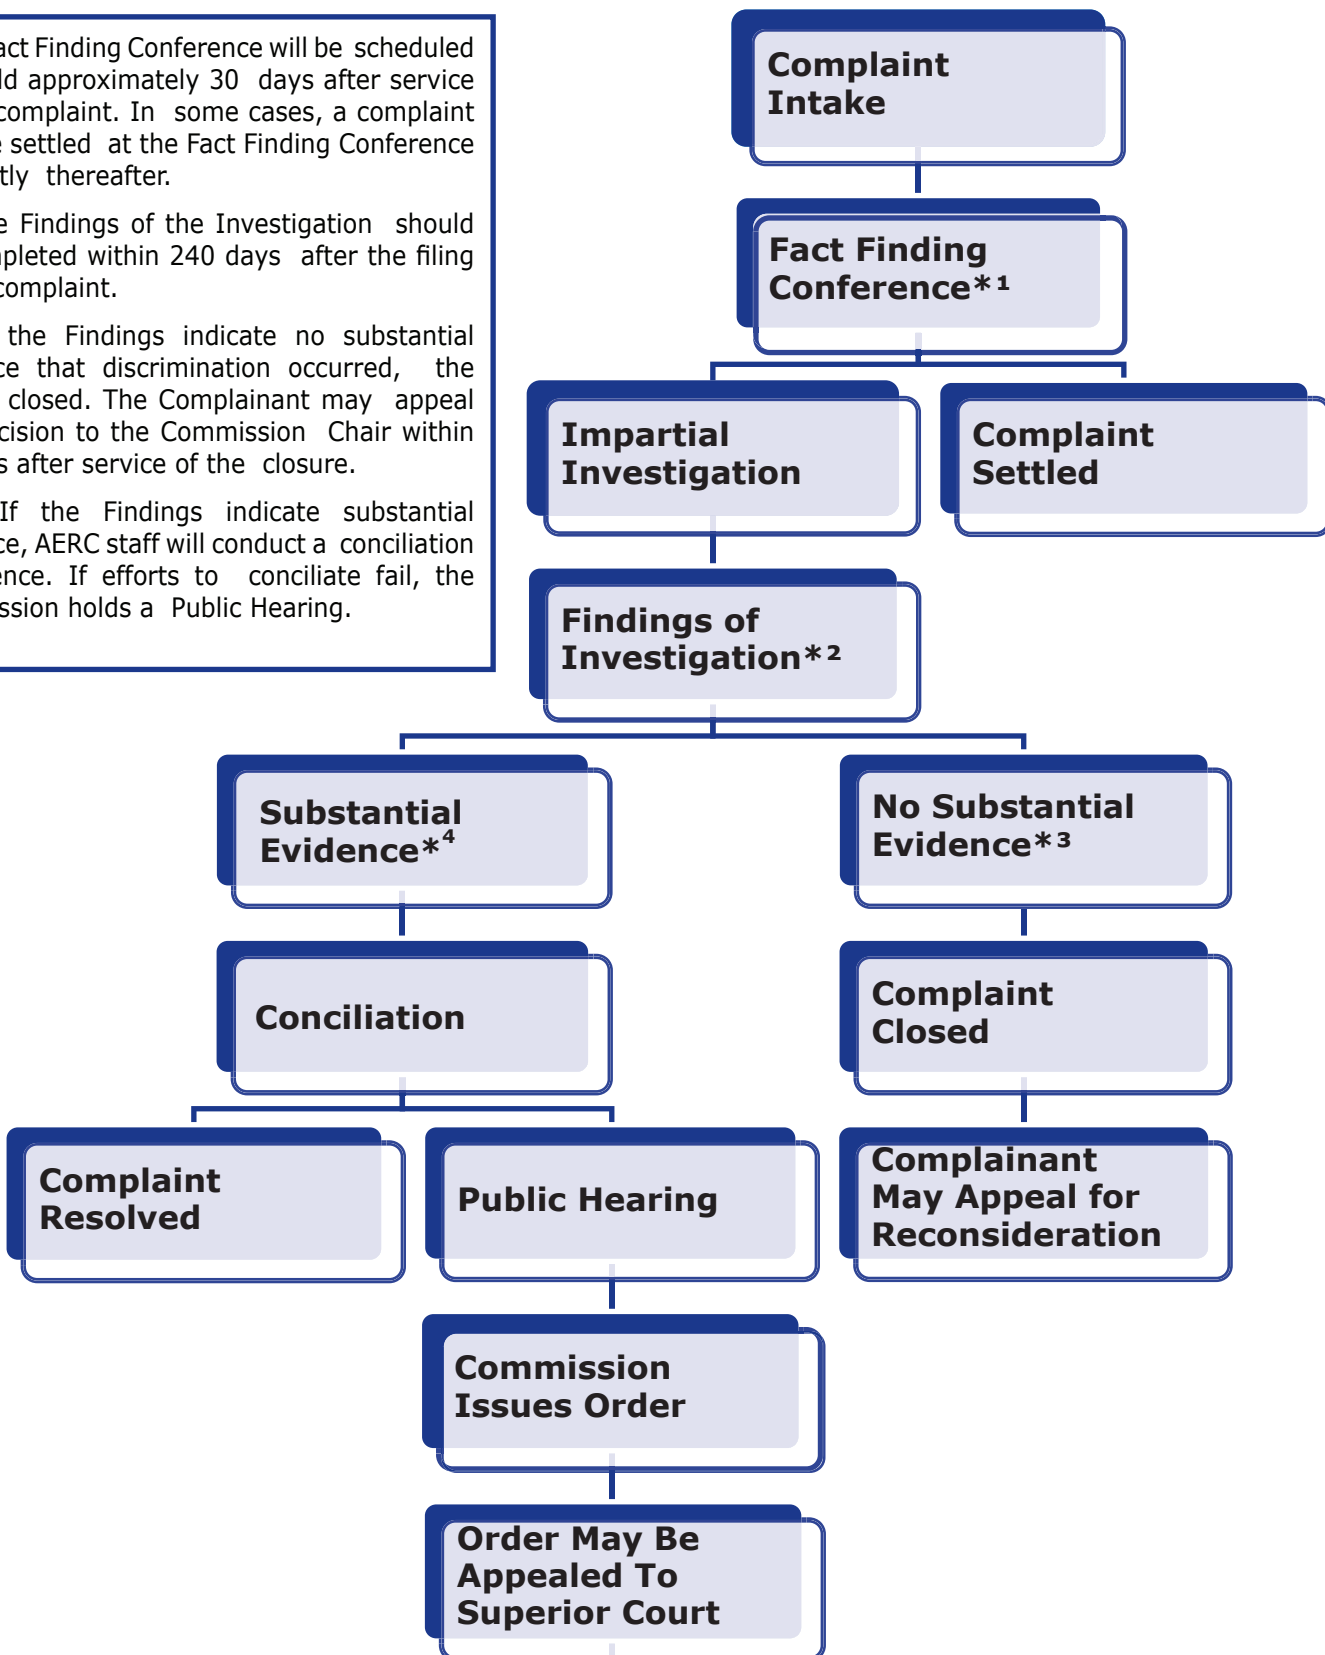 act Finding Conference will be scheduled
ld approximately 30 days after service
complaint. In some cases, a complaint
e settled at the Fact Finding Conference
tly thereafter.
e Findings of the Investigation should
pleted within 240 days after the filing
complaint.
the Findings indicate no substantial
ce that discrimination occurred, the
closed. The Complainant may appeal
cision to the Commission Chair within
s after service of the closure.
If the Findings indicate substantial
ce, AERC staff will conduct a conciliation
ence. If efforts to conciliate fail, the
ssion holds a Public Hearing.
Complaint
Intake
Fact Finding
Conference*¹
Impartial
Investigation
Complaint
Settled
Findings of
Investigation*²
Substantial
Evidence*⁴
No Substantial
Evidence*³
Conciliation
Complaint
Closed
Complaint
Resolved
Public Hearing
Complainant
May Appeal for
Reconsideration
Commission
Issues Order
Order May Be
Appealed To
Superior Court